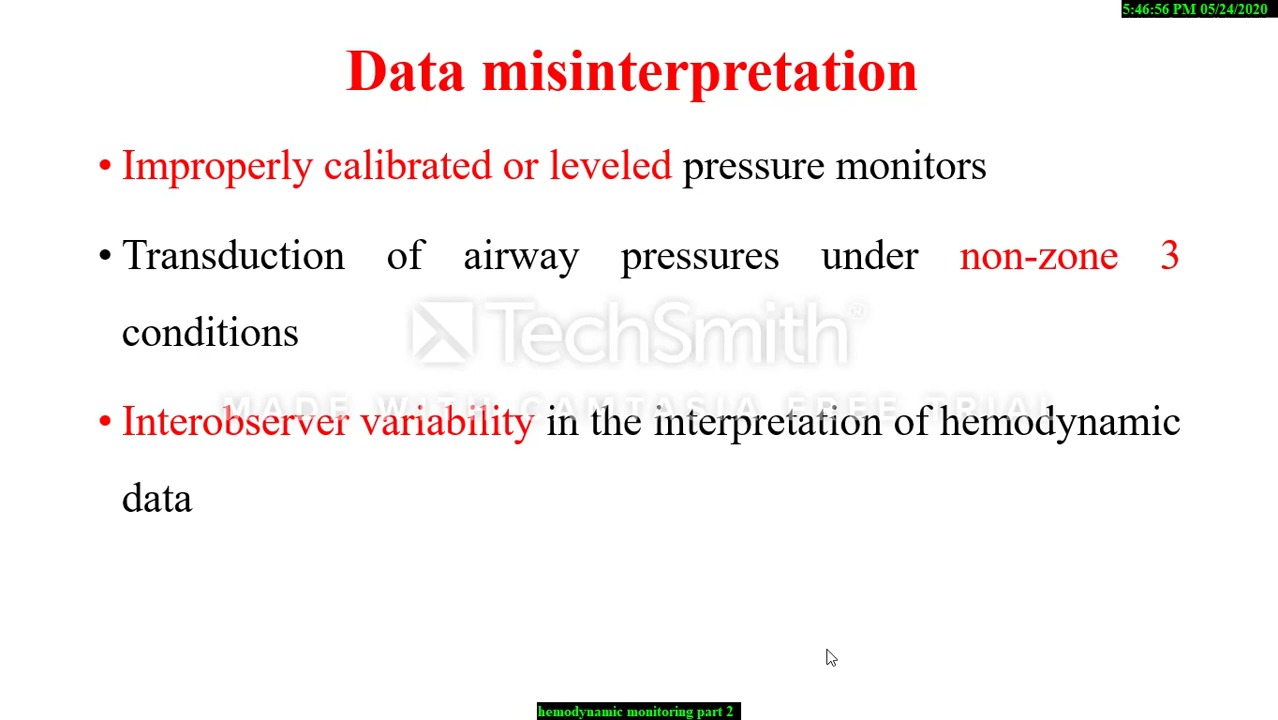 5:46:56 PM 05/24/2020
Data misinterpretation
• Improperly calibrated or leveled pressure monitors
• Transduction of airway pressures under non-zone 3
conditions
TechSmith®
MADE WITH CAMTASIA FREE TRIAL
• Interobserver variability in the interpretation of hemodynamic
data
hemodynamic monitoring part 2